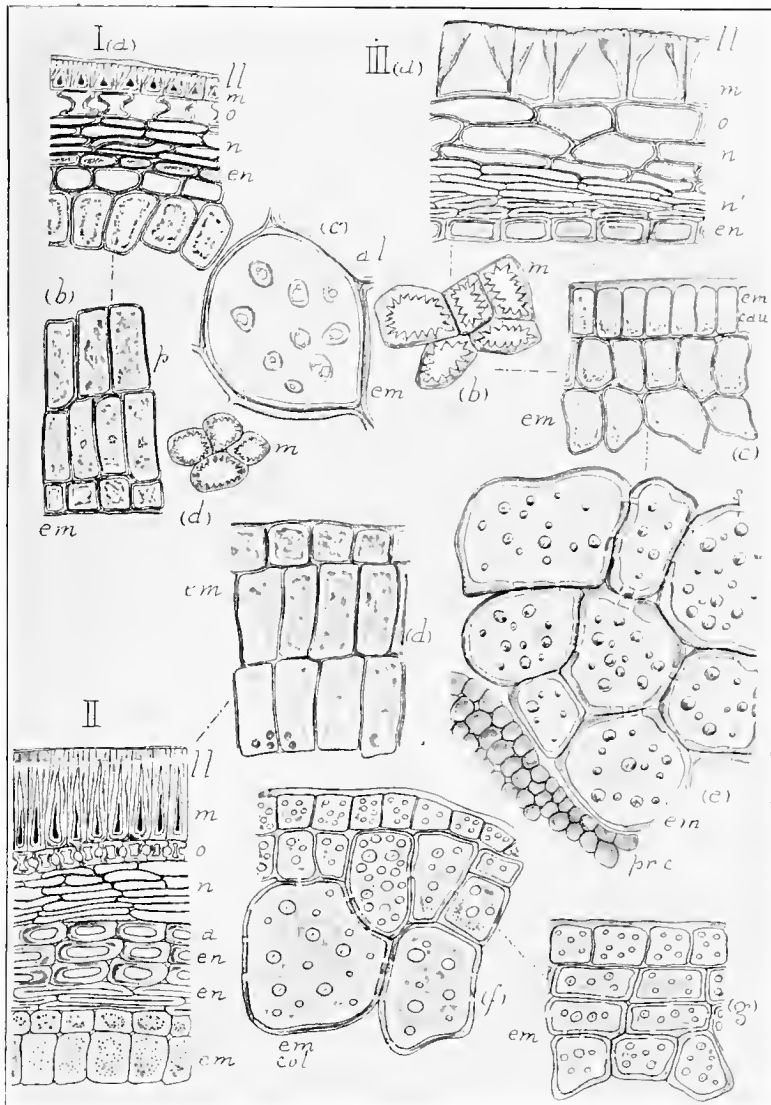 I(a)
ll
m
o
n
en
III(d)
ll
m
o
n
n'
en
(c)
al
em
(b)
p
em
m
(d)
m
(b)
em
cau
em
(c)
em
(d)
(e)
em
prc
II
ll
m
o
n
a
en
en
em
(f)
em
col
em
(g)